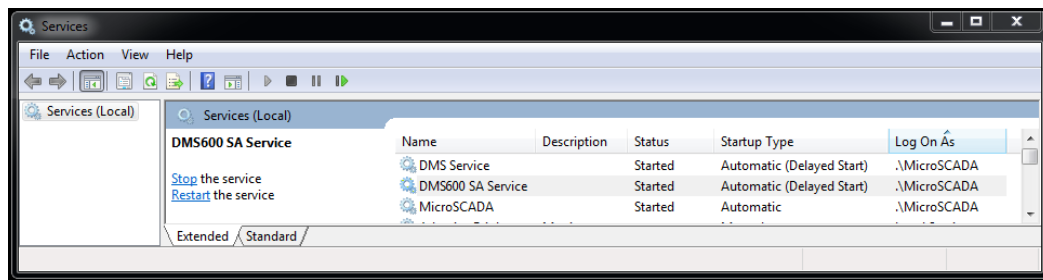 Services
File Action View Help
Services (Local)
Services (Local)
DMS600 SA Service
Stop the service
Restart the service
Name Description Status Startup Type Log On As
DMS Service Started Automatic (Delayed Start) .\MicroSCADA
DMS600 SA Service Started Automatic (Delayed Start) .\MicroSCADA
MicroSCADA Started Automatic .\MicroSCADA
Extended Standard